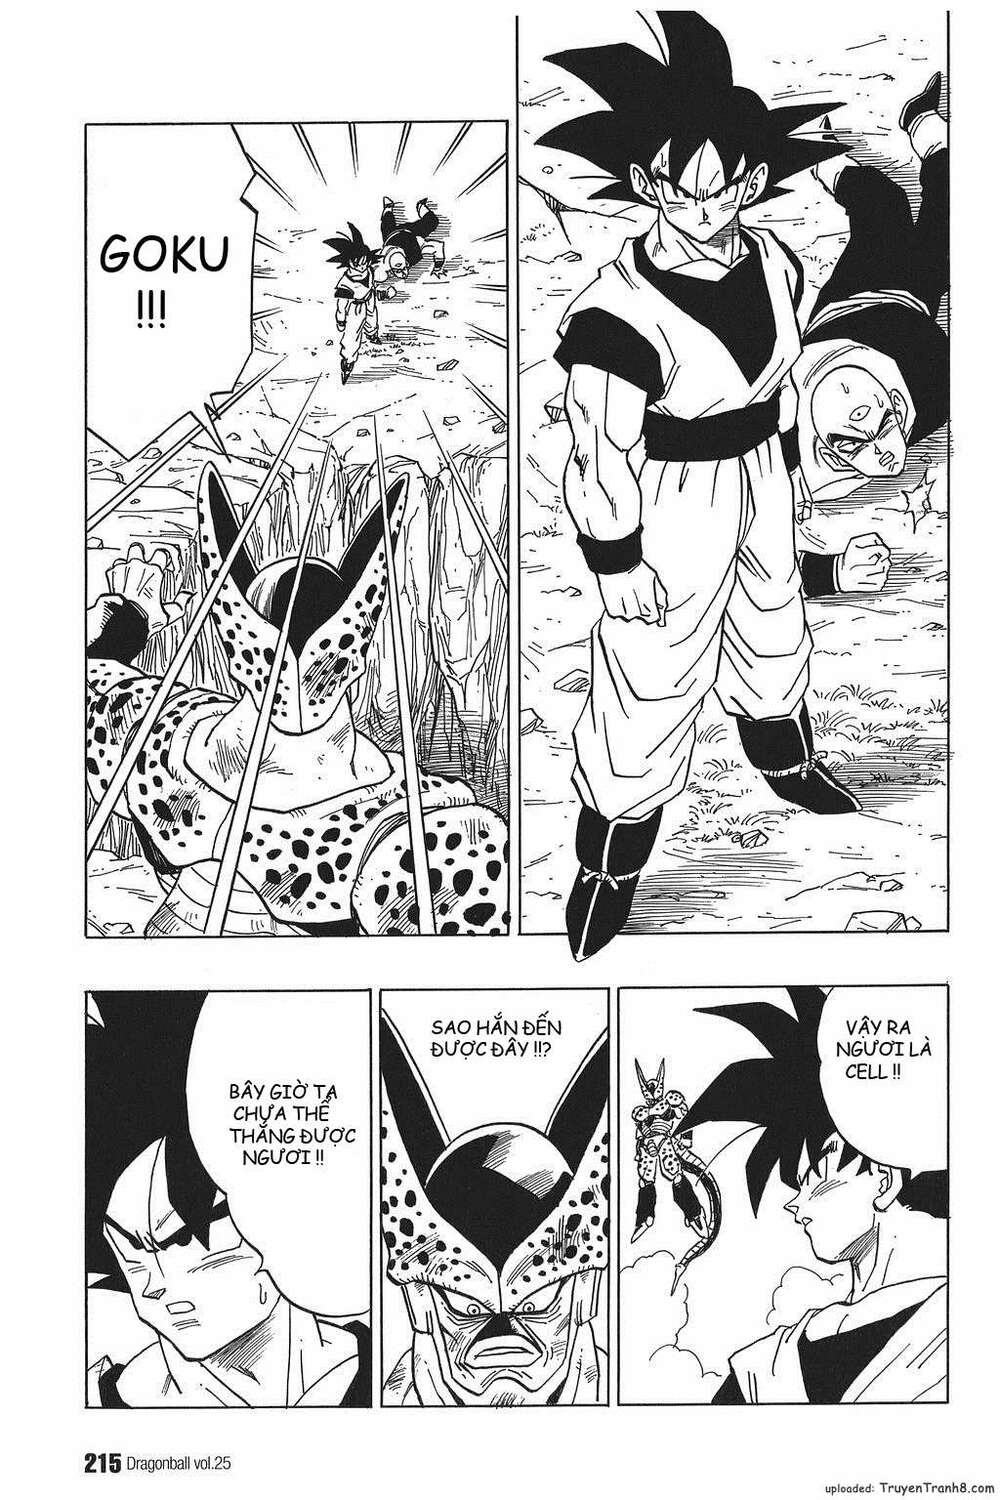 GOKU
!!!
VẬY RA
NGƯƠI LÀ
CELL !!
SAO HẮN ĐẾN
ĐƯỢC ĐÂY !!?
BÂY GIỜ TA
CHƯA THỂ
THẮNG ĐƯỢC
NGƯƠI !!
215 Dragonball vol.25
uploaded: TruyenTranh8.com